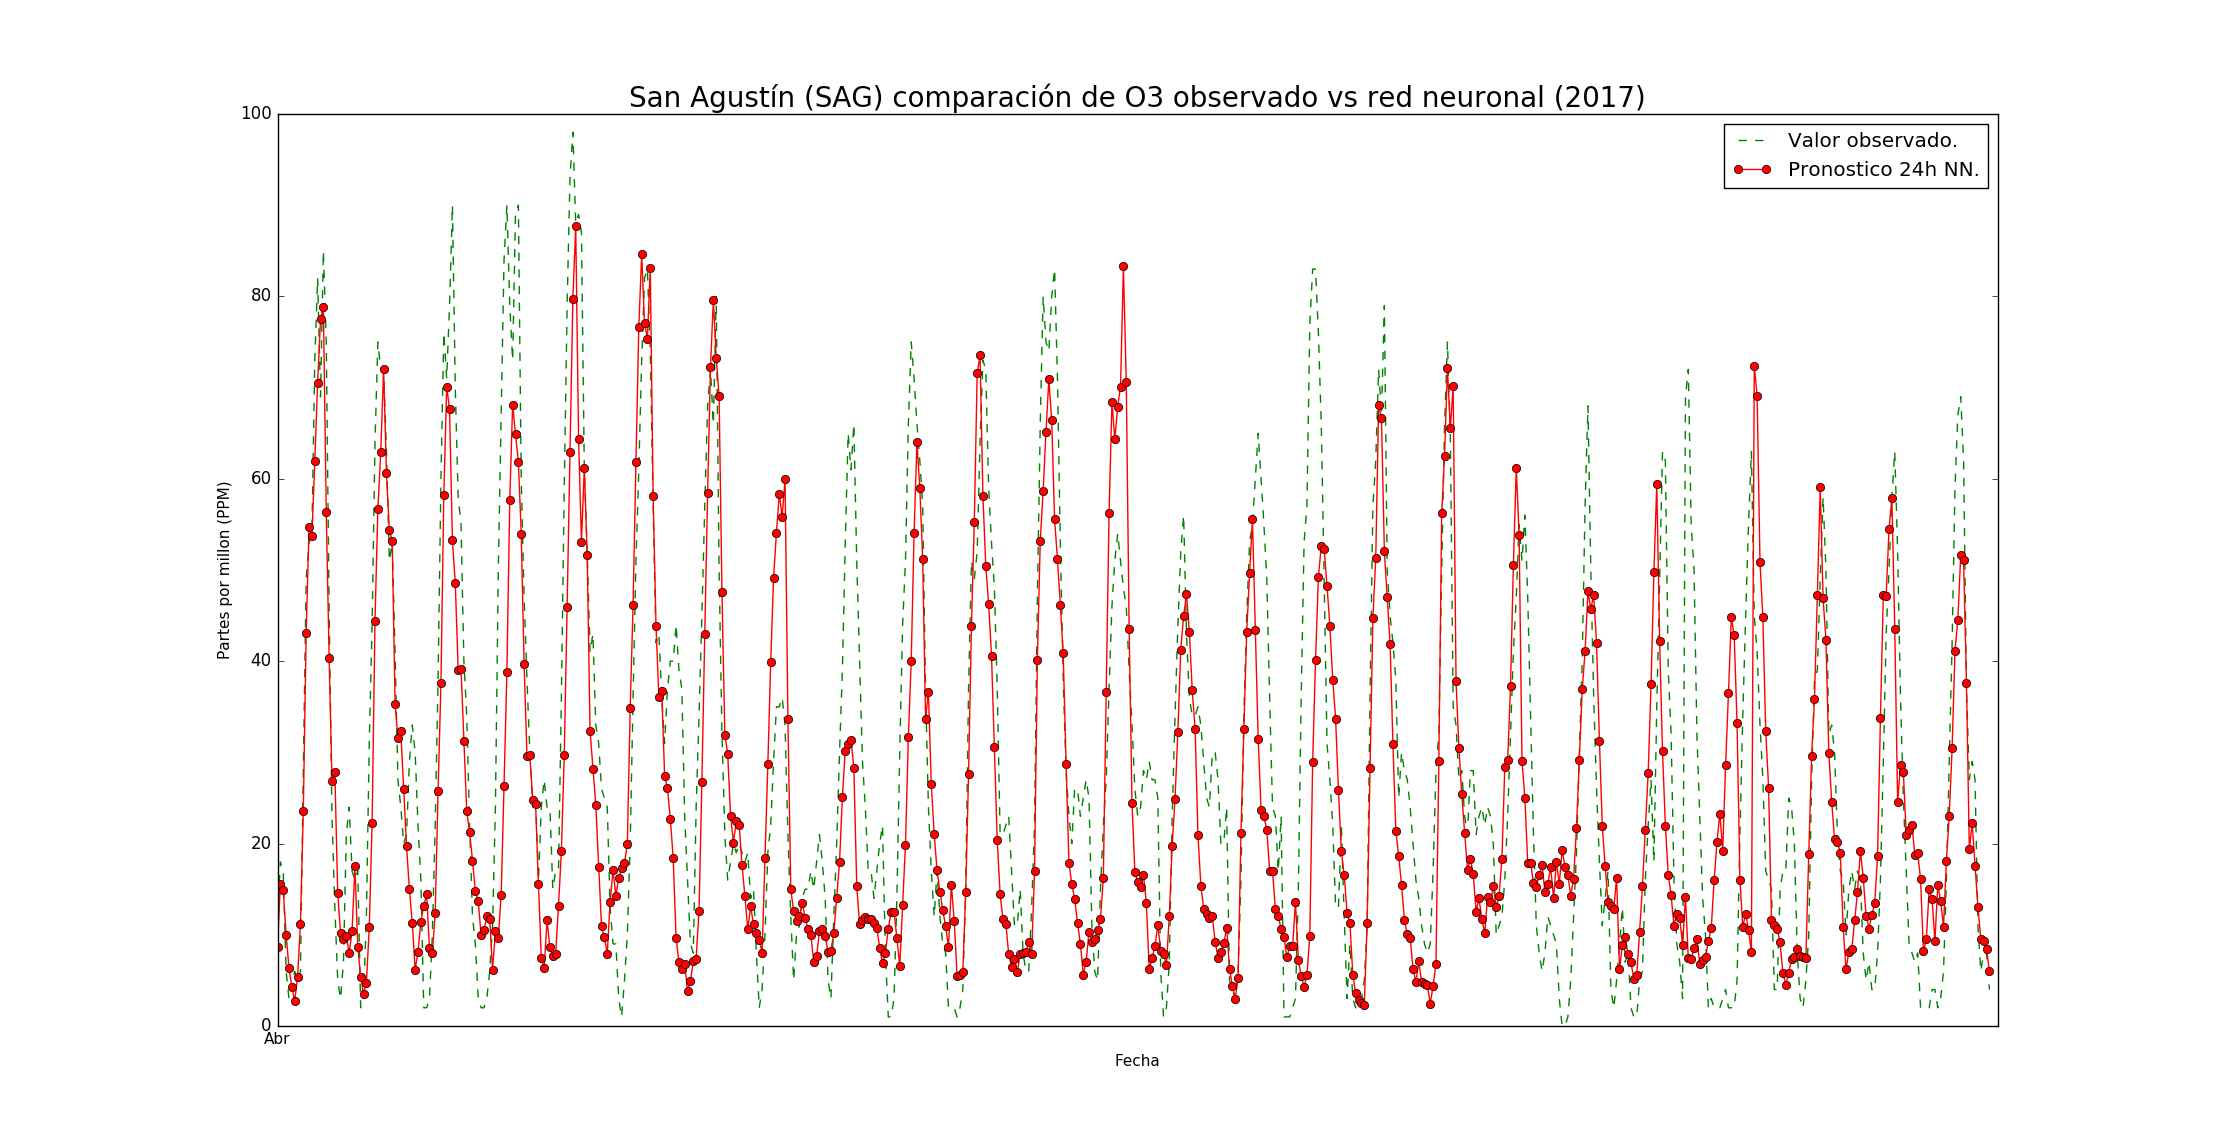 San Agustín (SAG) comparación de O3 observado vs red neuronal (2017)
100
80
60
40
20
0
Partes por millon (PPM)
Valor observado.
Pronostico 24h NN.
Abr
Fecha